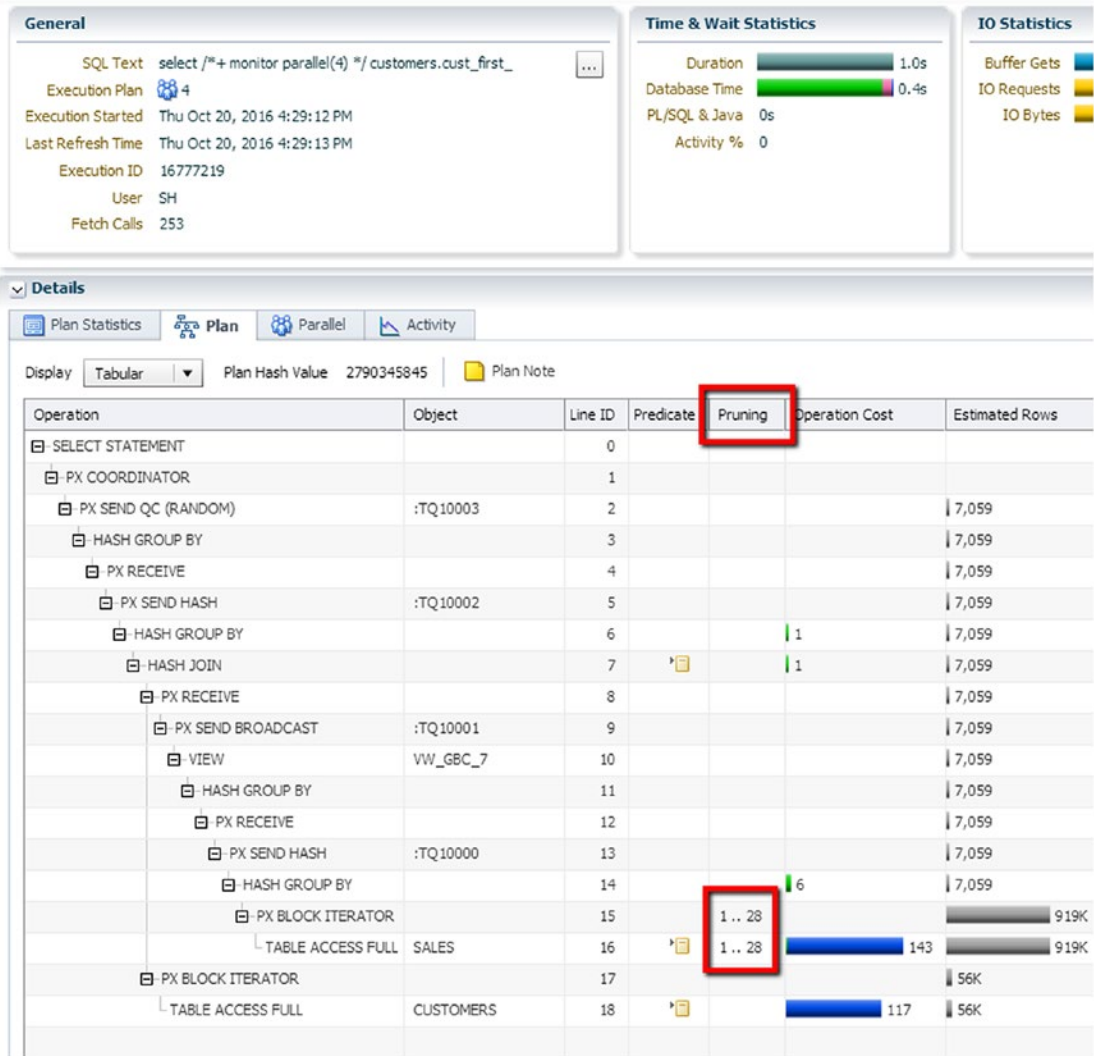 General
SQL Text select /*+ monitor parallel(4) */ customers.cust_first_ ...
Execution Plan 4
Execution Started Thu Oct 20, 2016 4:29:12 PM
Last Refresh Time Thu Oct 20, 2016 4:29:13 PM
Execution ID 16777219
User SH
Fetch Calls 253
Time & Wait Statistics
Duration 1.0s
Database Time 0.4s
PL/SQL & Java 0s
Activity % 0
IO Statistics
Buffer Gets
IO Requests
IO Bytes
Details
Plan Statistics Plan Parallel Activity
Display Tabular Plan Hash Value 2790345845 Plan Note
Operation Object Line ID Predicate Pruning Operation Cost Estimated Rows
SELECT STATEMENT 0
PX COORDINATOR 1
PX SEND QC (RANDOM) :TQ10003 2 7,059
HASH GROUP BY 3 7,059
PX RECEIVE 4 7,059
PX SEND HASH :TQ10002 5 7,059
HASH GROUP BY 6 1 7,059
HASH JOIN 7 1 7,059
PX RECEIVE 8 7,059
PX SEND BROADCAST :TQ10001 9 7,059
VIEW VW_GBC_7 10 7,059
HASH GROUP BY 11 7,059
PX RECEIVE 12 7,059
PX SEND HASH :TQ10000 13 7,059
HASH GROUP BY 14 6 7,059
PX BLOCK ITERATOR 15 1 .. 28 919K
TABLE ACCESS FULL SALES 16 1 .. 28 143 919K
PX BLOCK ITERATOR 17 56K
TABLE ACCESS FULL CUSTOMERS 18 117 56K